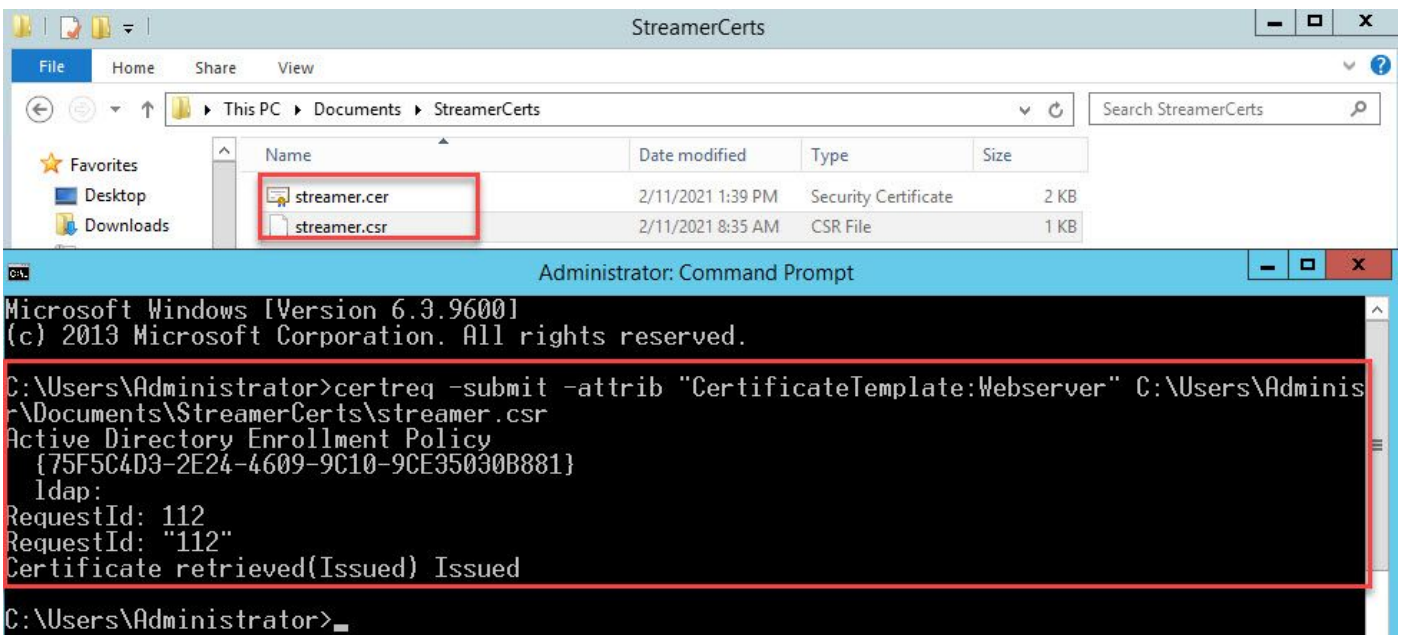 StreamerCerts
File Home Share View
This PC Documents StreamerCerts Search StreamerCerts
Favorites
Desktop
Downloads
Name Date modified Type Size
streamer.cer 2/11/2021 1:39 PM Security Certificate 2 KB
streamer.csr 2/11/2021 8:35 AM CSR File 1 KB
Administrator: Command Prompt
Microsoft Windows [Version 6.3.9600]
(c) 2013 Microsoft Corporation. All rights reserved.
C:\Users\Administrator>certreq -submit -attrib "CertificateTemplate:Webserver" C:\Users\Adminis
r\Documents\StreamerCerts\streamer.csr
Active Directory Enrollment Policy
{75F5C4D3-2E24-4609-9C10-9CE35030B881}
ldap:
RequestId: 112
RequestId: "112"
Certificate retrieved(Issued) Issued
C:\Users\Administrator>_